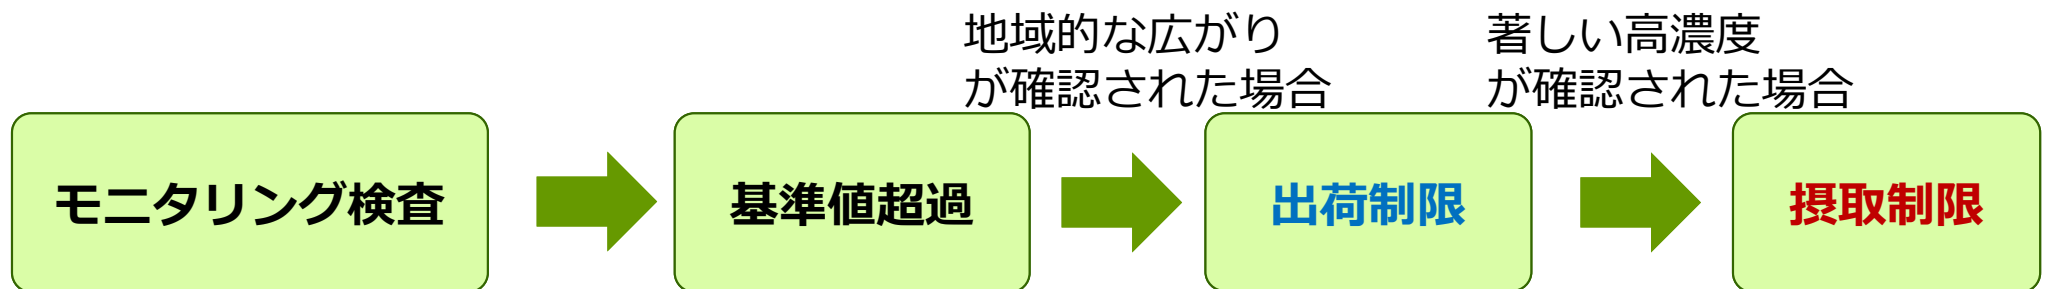 地域的な広がり
が確認された場合
著しい高濃度
が確認された場合
モニタリング検査
基準値超過
出荷制限
摂取制限